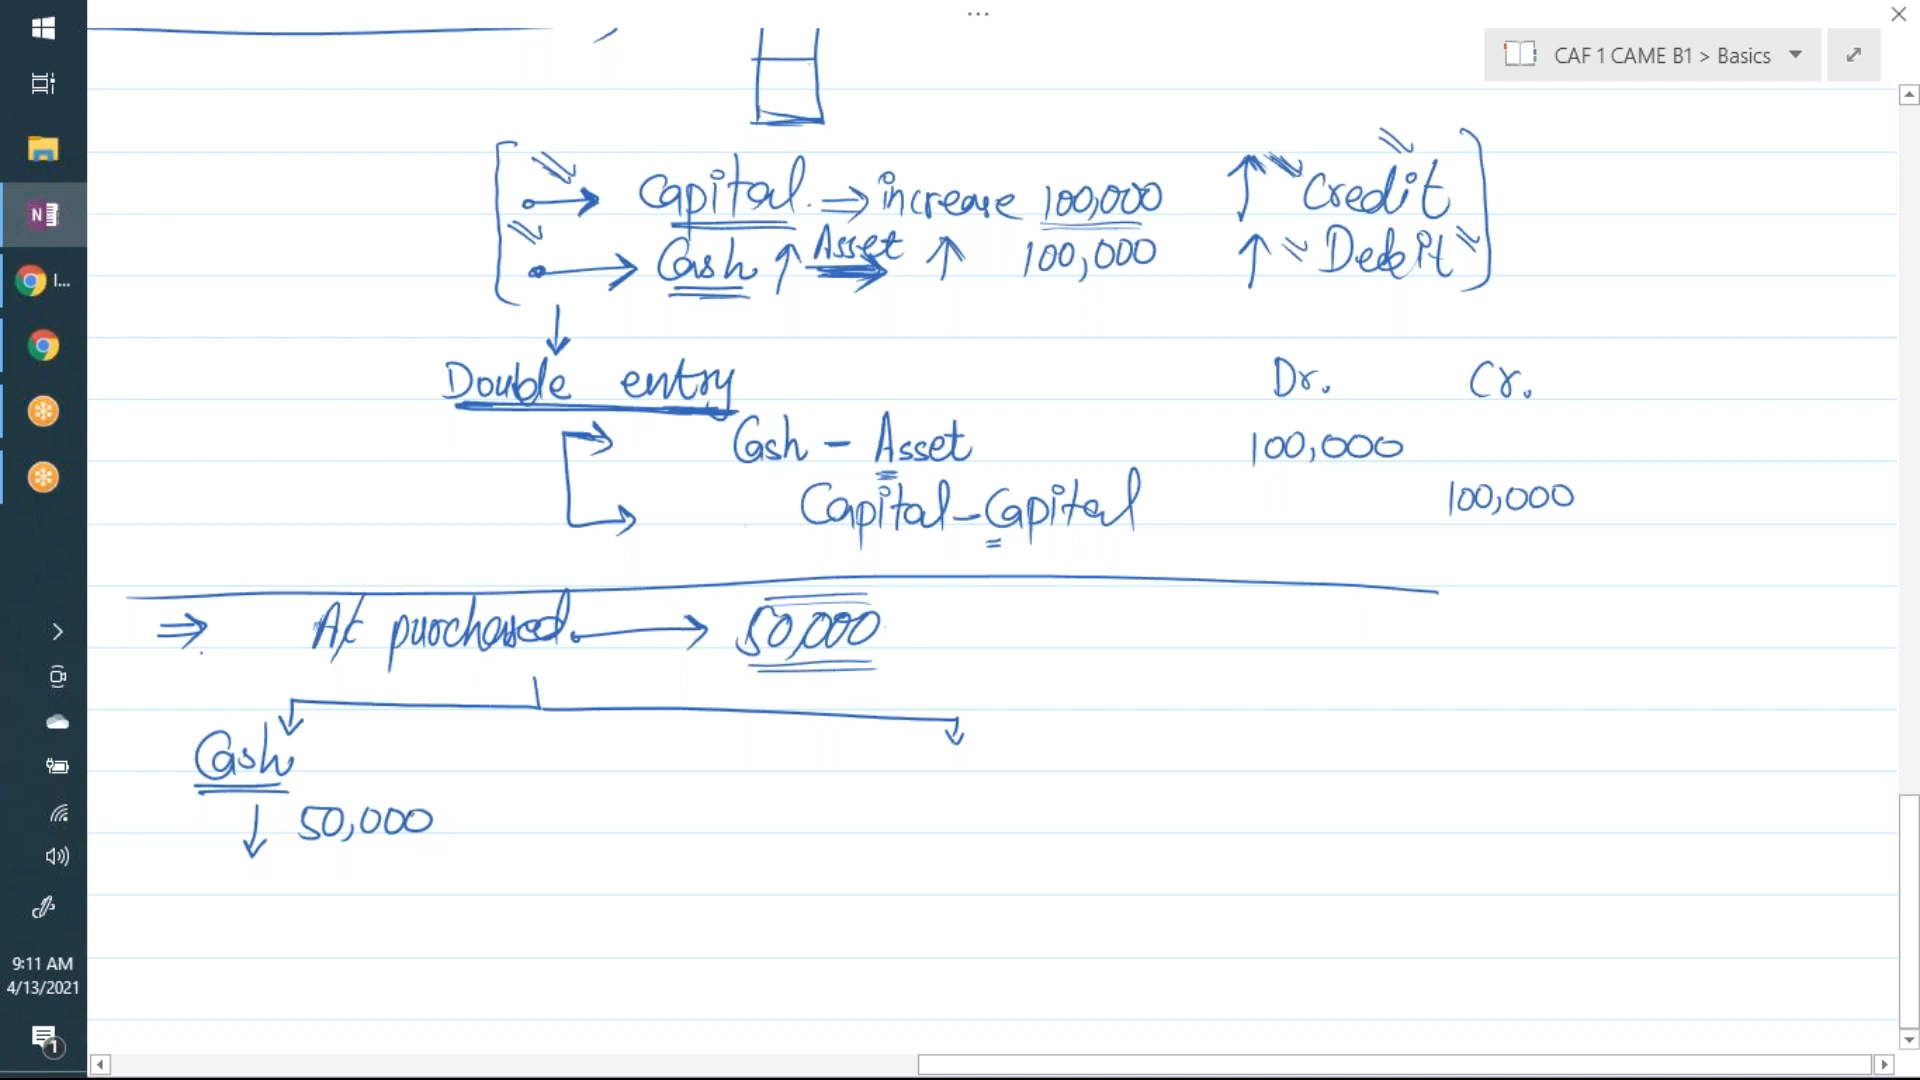 CAF 1 CAME B1 > Basics
Capital ⇒ increase 100,000 ↑ Credit
Cash ↑ Asset ↑ 100,000 ↑ Debit
Double entry Dr. Cr.
Cash - Asset 100,000
Capital - Capital 100,000
⇒ A/c purchased. → 50,000
Cash
↓ 50,000
I...
9:11 AM
4/13/2021
1